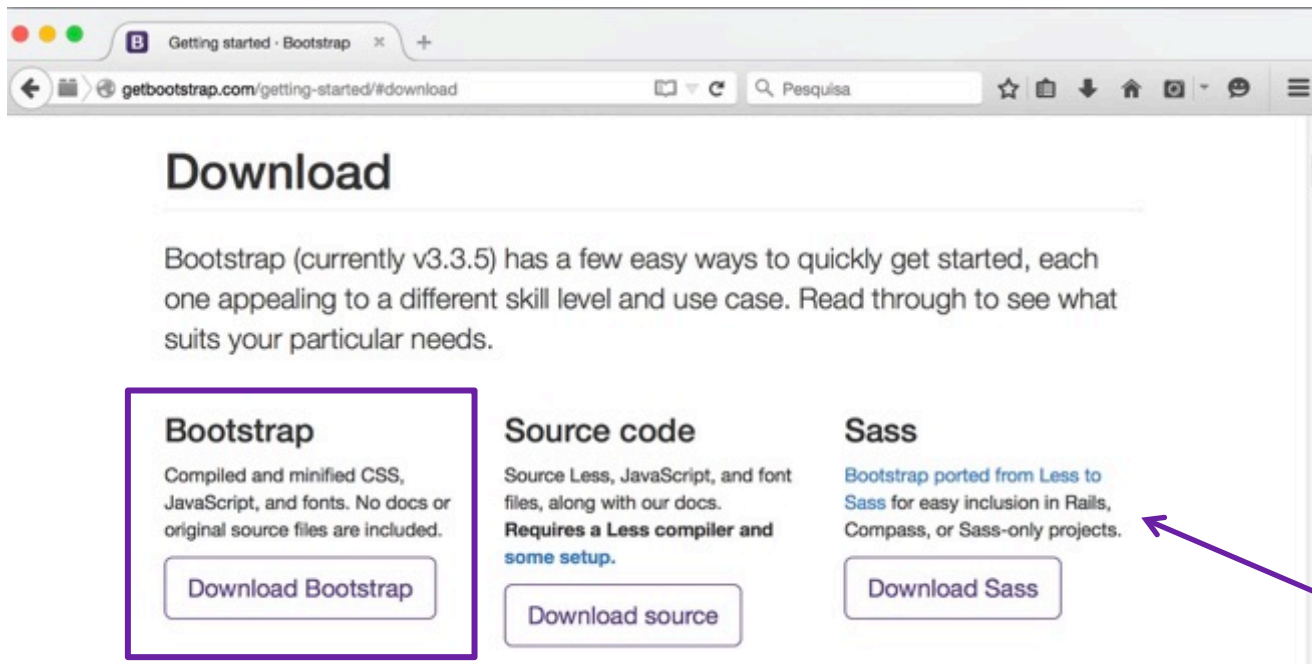 Getting started · Bootstrap
getbootstrap.com/getting-started/#download
Pesquisa
Download
Bootstrap (currently v3.3.5) has a few easy ways to quickly get started, each
one appealing to a different skill level and use case. Read through to see what
suits your particular needs.
Bootstrap
Compiled and minified CSS,
JavaScript, and fonts. No docs or
original source files are included.
Download Bootstrap
Source code
Source Less, JavaScript, and font
files, along with our docs.
Requires a Less compiler and
some setup.
Download source
Sass
Bootstrap ported from Less to
Sass for easy inclusion in Rails,
Compass, or Sass-only projects.
Download Sass